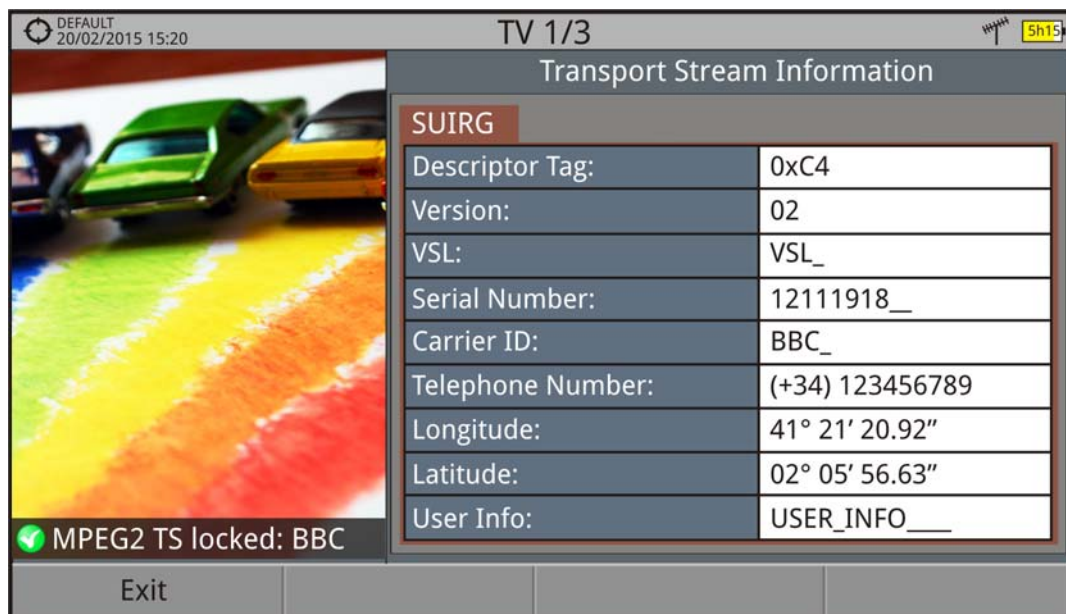 DEFAULT
20/02/2015 15:20
TV 1/3
5h15
Transport Stream Information
SUIRG
Descriptor Tag: 0xC4
Version: 02
VSL: VSL_
Serial Number: 12111918__
Carrier ID: BBC_
Telephone Number: (+34) 123456789
Longitude: 41° 21’ 20.92”
Latitude: 02° 05’ 56.63”
User Info: USER_INFO____
MPEG2 TS locked: BBC
Exit